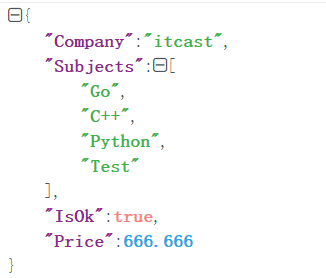 {
"Company":"itcast",
"Subjects":[
"Go",
"C++",
"Python",
"Test"
],
"IsOk":true,
"Price":666.666
}